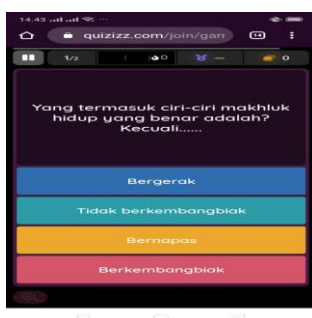 14.43
quizizz.com/join/gan
14
1/2
0
0
Yang termasuk ciri-ciri makhluk
hidup yang benar adalah?
Kecuali......
Bergerak
Tidak berkembangbiak
Bernapas
Berkembangbiak